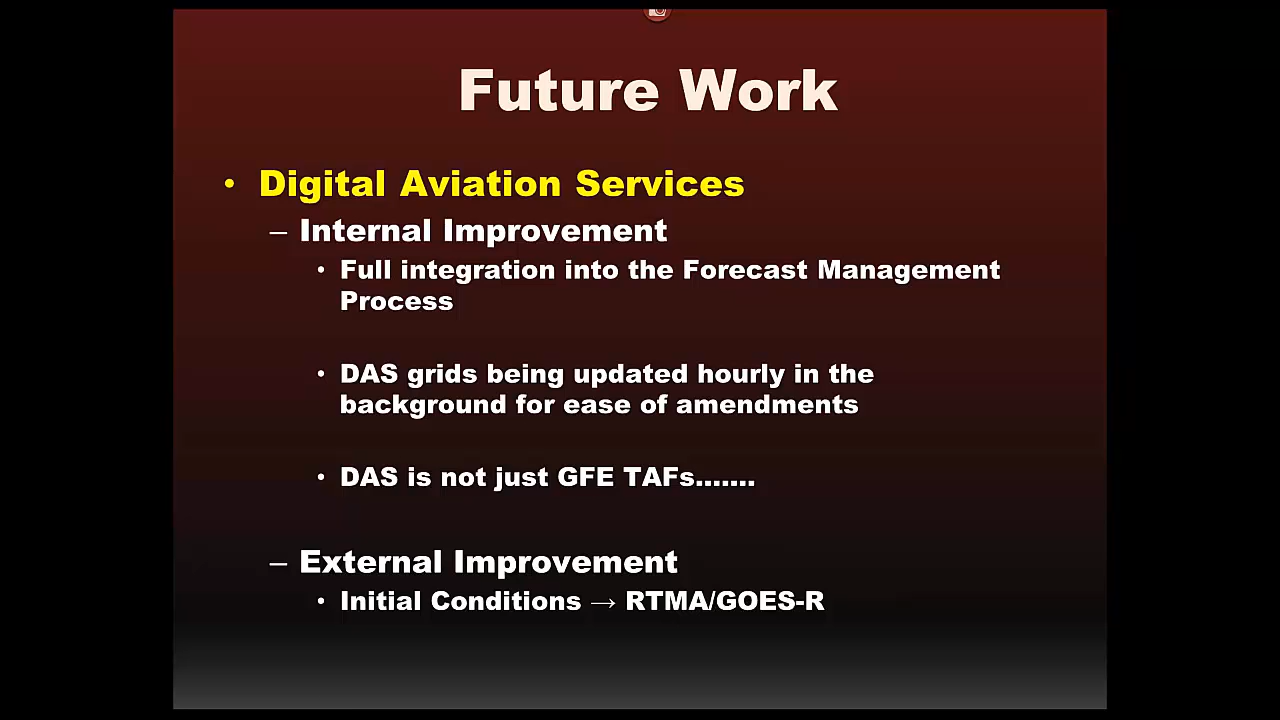 Future Work
• Digital Aviation Services
– Internal Improvement
• Full integration into the Forecast Management
Process
• DAS grids being updated hourly in the
background for ease of amendments
• DAS is not just GFE TAFs.......
– External Improvement
• Initial Conditions → RTMA/GOES-R